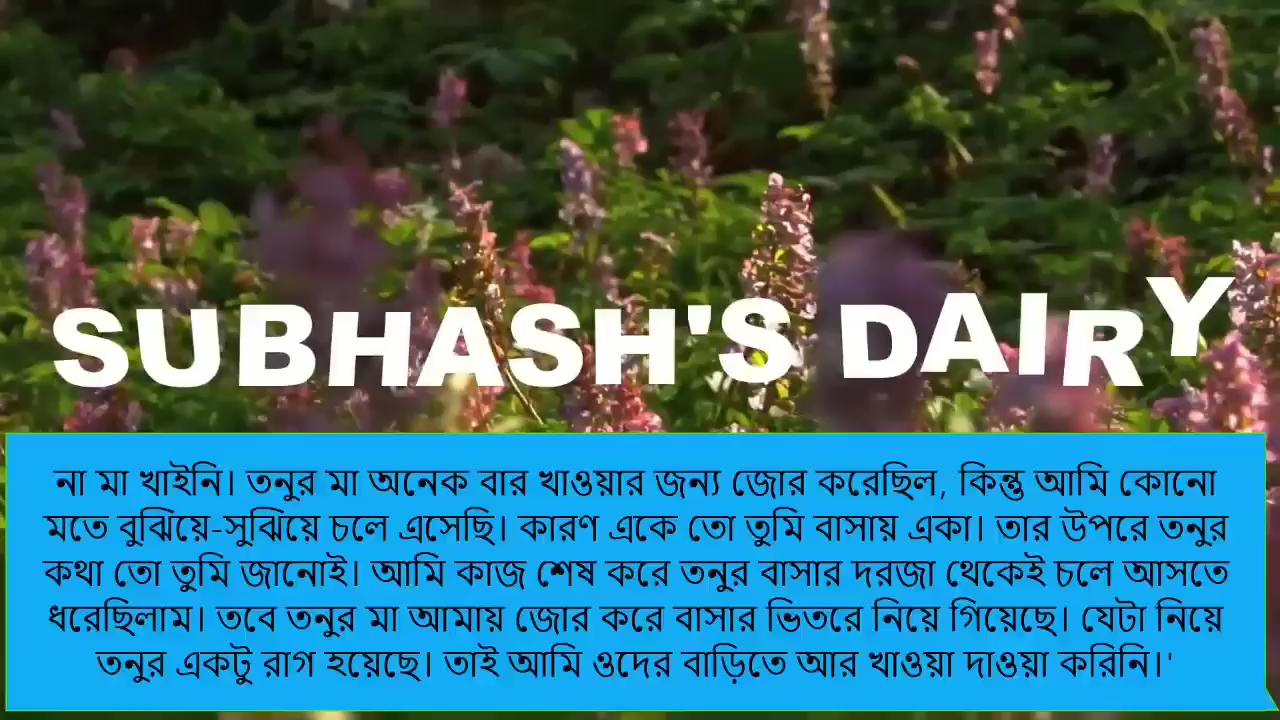 SUBHASH'S DAIRY
না মা খাইনি। তনুর মা অনেক বার খাওয়ার জন্য জোর করেছিল, কিন্তু আমি কোনো
মতে বুঝিয়ে-সুঝিয়ে চলে এসেছি। কারণ একে তো তুমি বাসায় একা। তার উপরে তনুর
কথা তো তুমি জানোই। আমি কাজ শেষ করে তনুর বাসার দরজা থেকেই চলে আসতে
ধরেছিলাম। তবে তনুর মা আমায় জোর করে বাসার ভিতরে নিয়ে গিয়েছে। যেটা নিয়ে
তনুর একটু রাগ হয়েছে। তাই আমি ওদের বাড়িতে আর খাওয়া দাওয়া করিনি।'